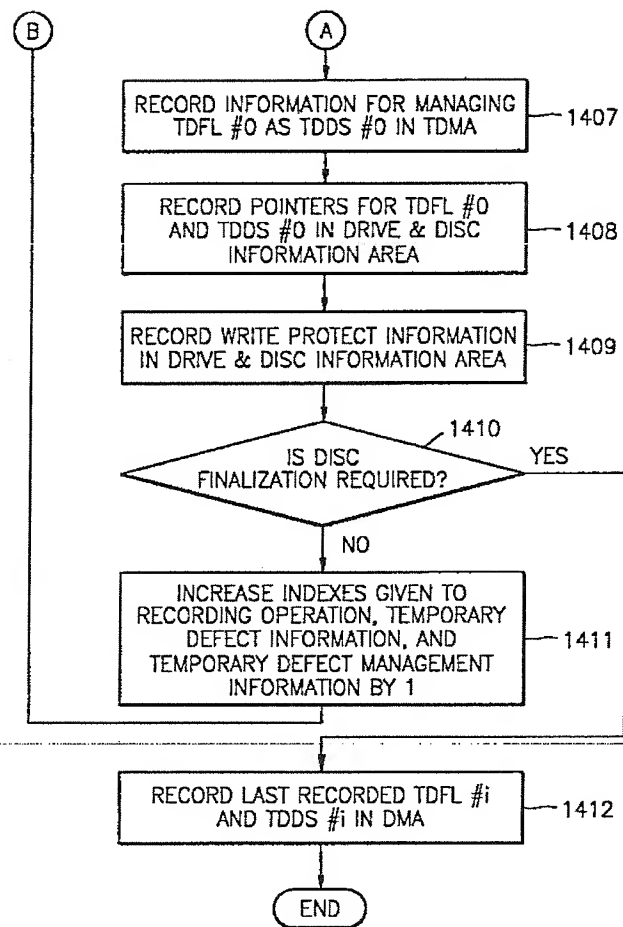 B
A
RECORD INFORMATION FOR MANAGING
TDFL #0 AS TDDS #0 IN TDMA
1407
RECORD POINTERS FOR TDFL #0
AND TDDS #0 IN DRIVE & DISC
INFORMATION AREA
1408
RECORD WRITE PROTECT INFORMATION
IN DRIVE & DISC INFORMATION AREA
1409
1410
IS DISC
FINALIZATION REQUIRED?
YES
NO
INCREASE INDEXES GIVEN TO
RECORDING OPERATION, TEMPORARY
DEFECT INFORMATION, AND
TEMPORARY DEFECT MANAGEMENT
INFORMATION BY 1
1411
RECORD LAST RECORDED TDFL #i
AND TDDS #i IN DMA
1412
END